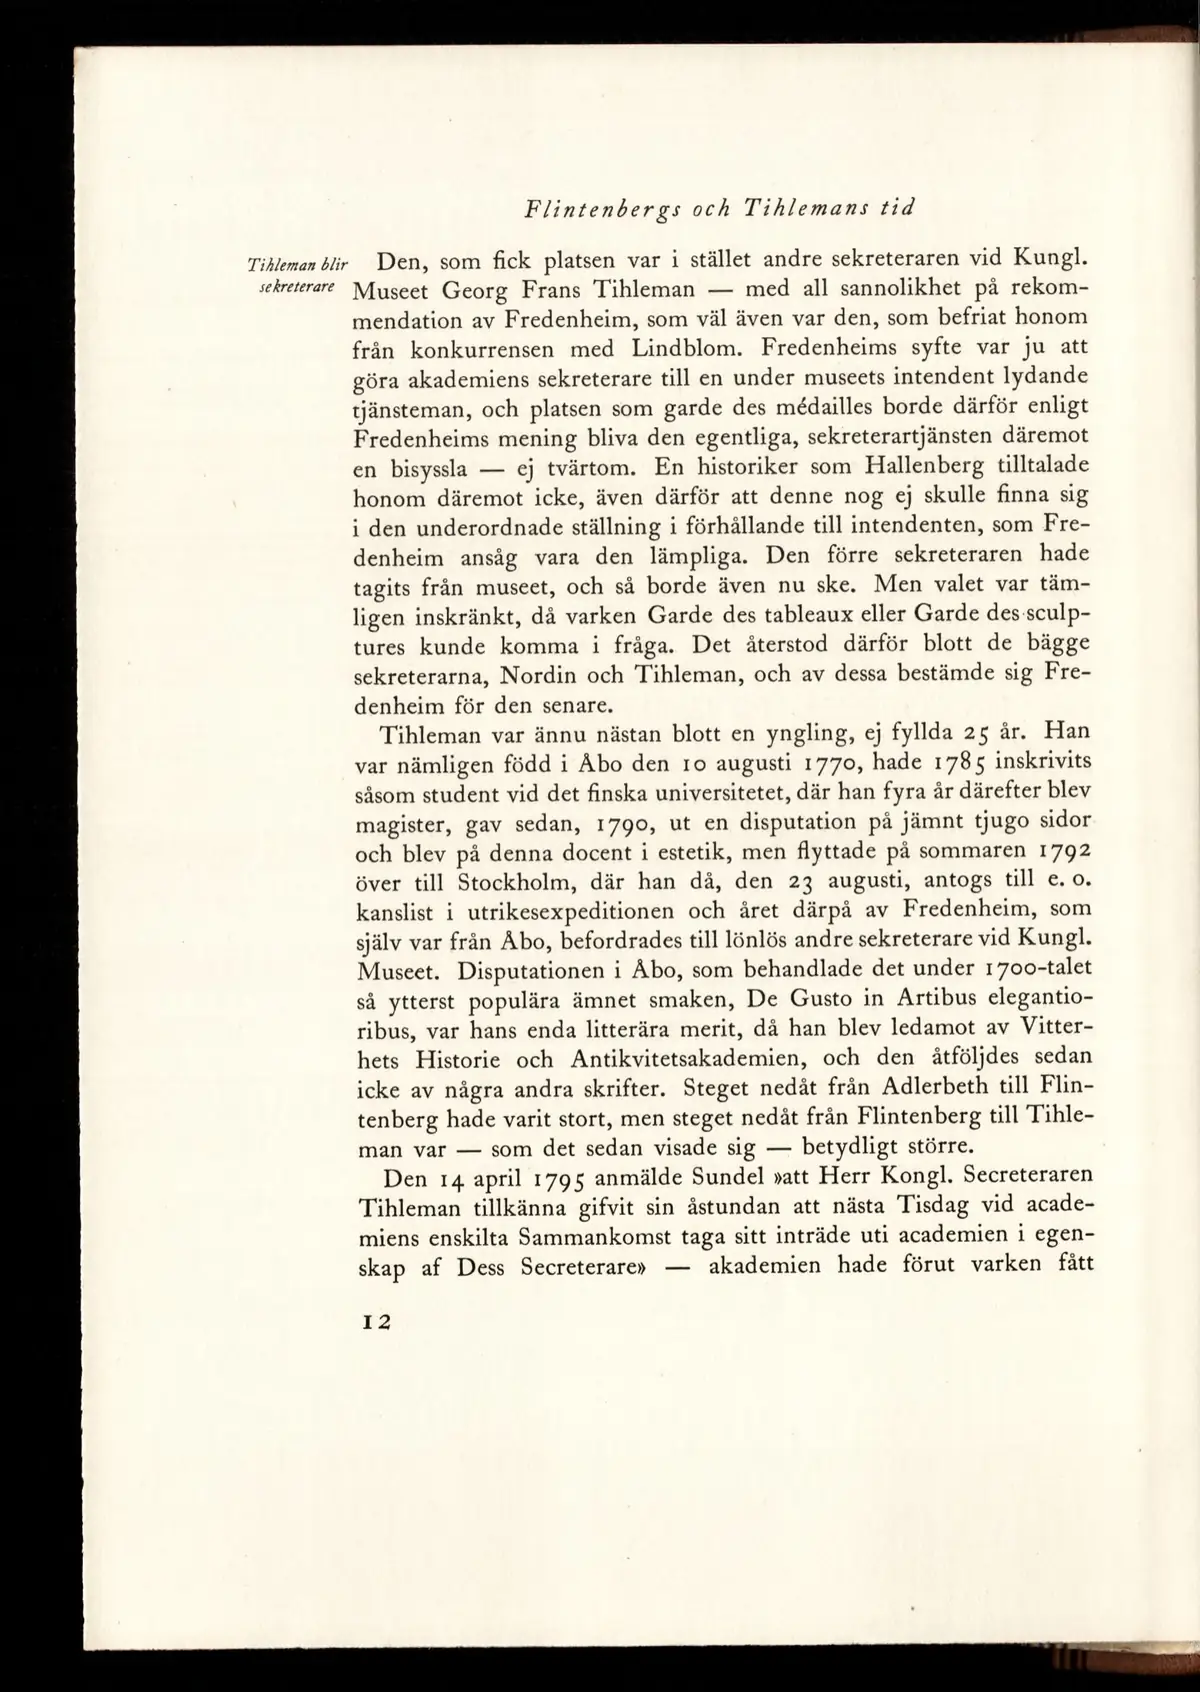 Flintenbergs och Tihlemans tid
Tihleman blir
sekreterare
Den, som fick platsen var i stället andre sekreteraren vid Kungl.
Museet Georg Frans Tihleman — med all sannolikhet på rekom-
mendation av Fredenheim, som väl även var den, som befriat honom
från konkurrensen med Lindblom. Fredenheims syfte var ju att
göra akademiens sekreterare till en under museets intendent lydande
tjänsteman, och platsen som garde des médailles borde därför enligt
Fredenheims mening bliva den egentliga, sekreterartjänsten däremot
en bisyssla — ej tvärtom. En historiker som Hallenberg tilltalade
honom däremot icke, även därför att denne nog ej skulle finna sig
i den underordnade ställning i förhållande till intendenten, som Fre-
denheim ansåg vara den lämpliga. Den förre sekreteraren hade
tagits från museet, och så borde även nu ske. Men valet var täm-
ligen inskränkt, då varken Garde des tableaux eller Garde des sculp-
tures kunde komma i fråga. Det återstod därför blott de bägge
sekreterarna, Nordin och Tihleman, och av dessa bestämde sig Fre-
denheim för den senare.
Tihleman var ännu nästan blott en yngling, ej fyllda 25 år. Han
var nämligen född i Åbo den 10 augusti 1770, hade 1785 inskrivits
såsom student vid det finska universitetet, där han fyra år därefter blev
magister, gav sedan, 1790, ut en disputation på jämnt tjugo sidor
och blev på denna docent i estetik, men flyttade på sommaren 1792
över till Stockholm, där han då, den 23 augusti, antogs till e. o.
kanslist i utrikesexpeditionen och året därpå av Fredenheim, som
själv var från Åbo, befordrades till lönlös andre sekreterare vid Kungl.
Museet. Disputationen i Åbo, som behandlade det under 1700-talet
så ytterst populära ämnet smaken, De Gusto in Artibus elegantio-
ribus, var hans enda litterära merit, då han blev ledamot av Vitter-
hets Historie och Antikvitetsakademien, och den åtföljdes sedan
icke av några andra skrifter. Steget nedåt från Adlerbeth till Flin-
tenberg hade varit stort, men steget nedåt från Flintenberg till Tihle-
man var — som det sedan visade sig — betydligt större.
Den 14 april 1795 anmälde Sundel »att Herr Kongl. Secreteraren
Tihleman tillkänna gifvit sin åstundan att nästa Tisdag vid acade-
miens enskilta Sammankomst taga sitt inträde uti academien i egen-
skap af Dess Secreterare» — akademien hade förut varken fått
12